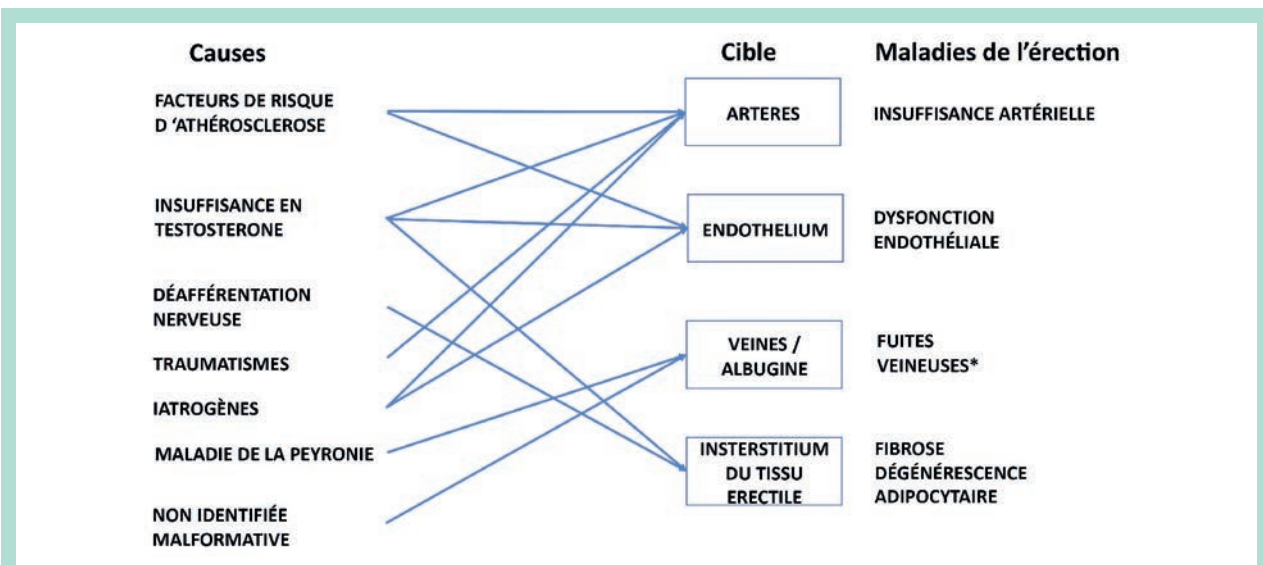 Causes
FACTEURS DE RISQUE
D ‘ATHÉROSCLEROSE
INSUFFISANCE EN
TESTOSTERONE
DÉAFFÉRENTATION
NERVEUSE
TRAUMATISMES
IATROGÈNES
MALADIE DE LA PEYRONIE
NON IDENTIFIÉE
MALFORMATIVE
Cible
ARTERES
ENDOTHELIUM
VEINES /
ALBUGINE
INSTERSTITIUM
DU TISSU
ERECTILE
Maladies de l’érection
INSUFFISANCE ARTÉRIELLE
DYSFONCTION
ENDOTHÉLIALE
FUITES
VEINEUSES*
FIBROSE
DÉGÉNÉRESCENCE
ADIPOCYTAIRE